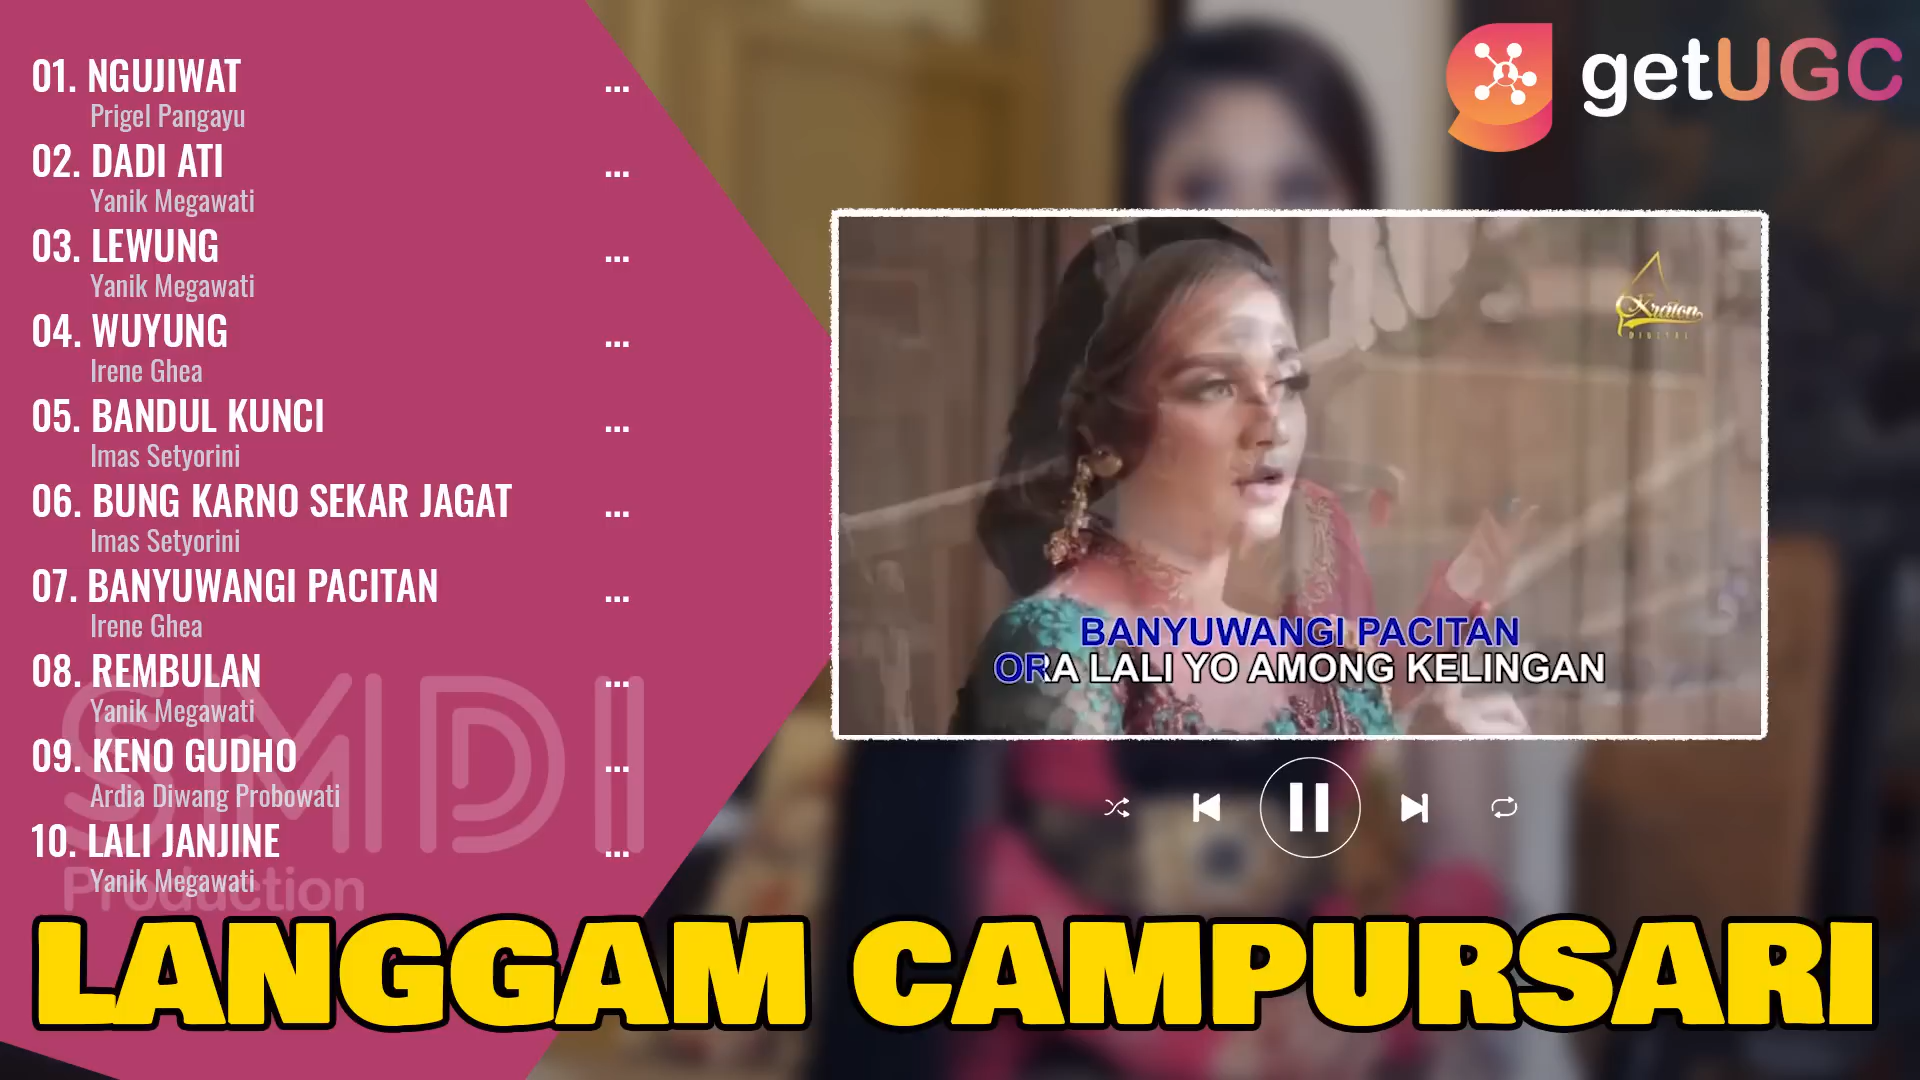 01. NGUJIWAT ...
Prigel Pangayu
02. DADI ATI ...
Yanik Megawati
03. LEWUNG ...
Yanik Megawati
04. WUYUNG ...
Irene Ghea
05. BANDUL KUNCI ...
Imas Setyorini
06. BUNG KARNO SEKAR JAGAT ...
Imas Setyorini
07. BANYUWANGI PACITAN ...
Irene Ghea
08. REMBULAN ...
Yanik Megawati
09. KENO GUDHO ...
Ardia Diwang Probowati
10. LALI JANJINE ...
Yanik Megawati
SMDI
Production
getUGC
Kraton
DIGITAL
BANYUWANGI PACITAN
ORA LALI YO AMONG KELINGAN
LANGGAM CAMPURSARI